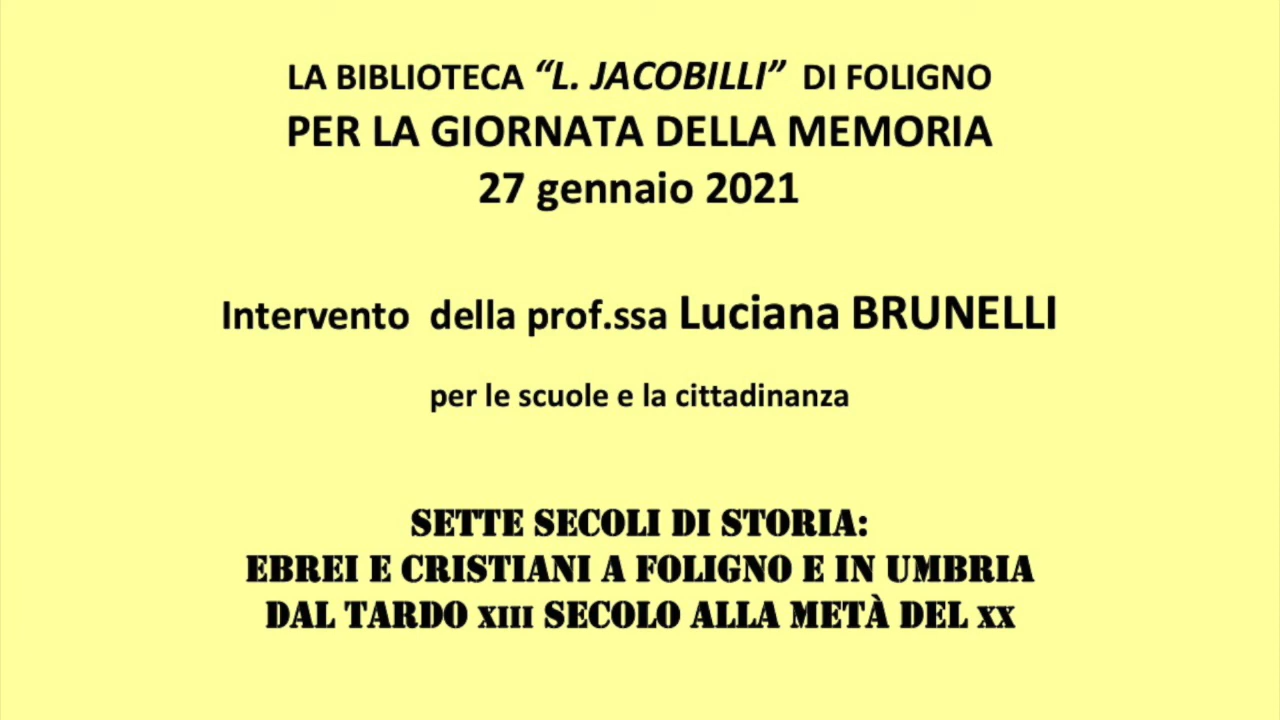 LA BIBLIOTECA “L. JACOBILLI” DI FOLIGNO
PER LA GIORNATA DELLA MEMORIA
27 gennaio 2021
Intervento della prof.ssa Luciana BRUNELLI
per le scuole e la cittadinanza
SETTE SECOLI DI STORIA:
EBREI E CRISTIANI A FOLIGNO E IN UMBRIA
DAL TARDO XIII SECOLO ALLA METÀ DEL XX